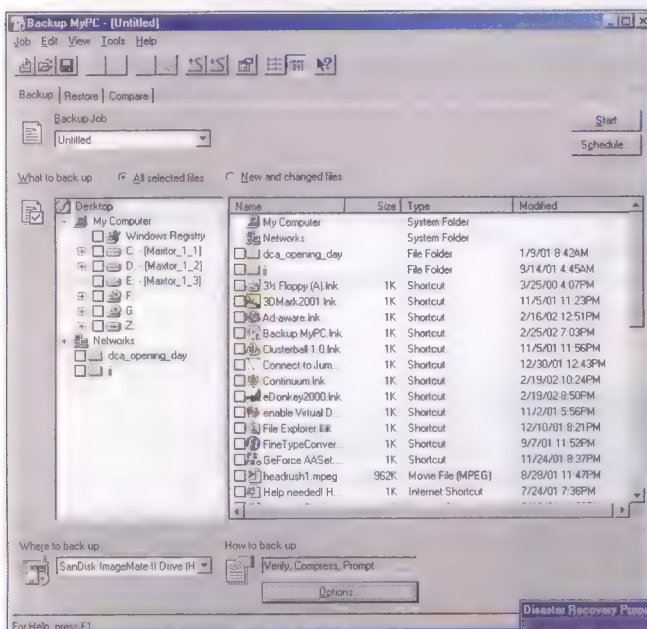 Backup MyPC - [Untitled]
Job Edit View Tools Help
Backup Restore Compare
Backup Job
Untitled
Start
Schedule...
What to back up All selected files New and changed files
Desktop
My Computer
Windows Registry
C: - [Maxtor_1_1]
D: - [Maxtor_1_2]
E: - [Maxtor_1_3]
F:
G:
Z:
Networks
dca_opening_day
ii
Name Size Type Modified
My Computer System Folder
Networks System Folder
dca_opening_day File Folder 1/9/01 8:42AM
ii File Folder 9/14/01 4:45AM
3½ Floppy (A).lnk 1K Shortcut 3/25/00 4:07PM
3DMark2001.lnk 1K Shortcut 11/5/01 11:23PM
Ad-aware.lnk 1K Shortcut 2/16/02 12:51PM
Backup MyPC.lnk 1K Shortcut 2/25/02 7:03PM
Clusterball 1.0.lnk 1K Shortcut 11/5/01 11:56PM
Connect to Jum... 1K Shortcut 12/30/01 12:43PM
Continuum.lnk 1K Shortcut 2/19/02 10:24PM
eDonkey2000.lnk 1K Shortcut 2/19/02 8:50PM
enable Virtual D... 1K Shortcut 11/2/01 5:56PM
File Explorer.lnk 1K Shortcut 12/10/01 8:21PM
FineTypeConver... 1K Shortcut 9/7/01 11:52PM
GeForce AASet.... 1K Shortcut 11/24/01 8:37PM
headrush1.mpeg 962K Movie File (MPEG) 8/28/01 11:47PM
Help needed! H... 1K Internet Shortcut 7/24/01 7:36PM
Where to back up
SanDisk ImageMate II Drive (H
How to back up
Verify, Compress, Prompt
Options...
For Help, press F1
Disaster Recovery Prepa